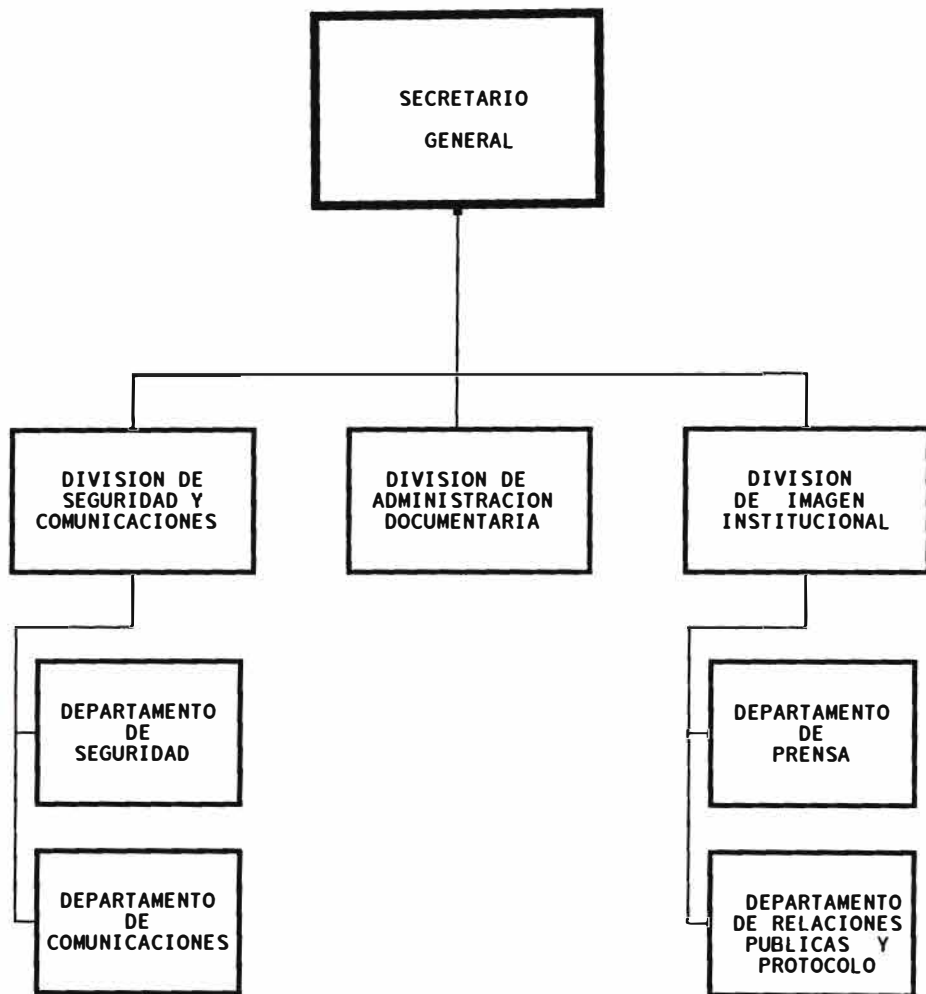 SECRETARIO
GENERAL
DIVISION DE
SEGURIDAD Y
COMUNICACIONES
DIVISION DE
ADMINISTRACION
DOCUMENTARIA
DIVISION
DE IMAGEN
INSTITUCIONAL
DEPARTAMENTO
DE
SEGURIDAD
DEPARTAMENTO
DE
PRENSA
DEPARTAMENTO
DE
COMUNICACIONES
DEPARTAMENTO
DE RELACIONES
PUBLICAS Y
PROTOCOLO